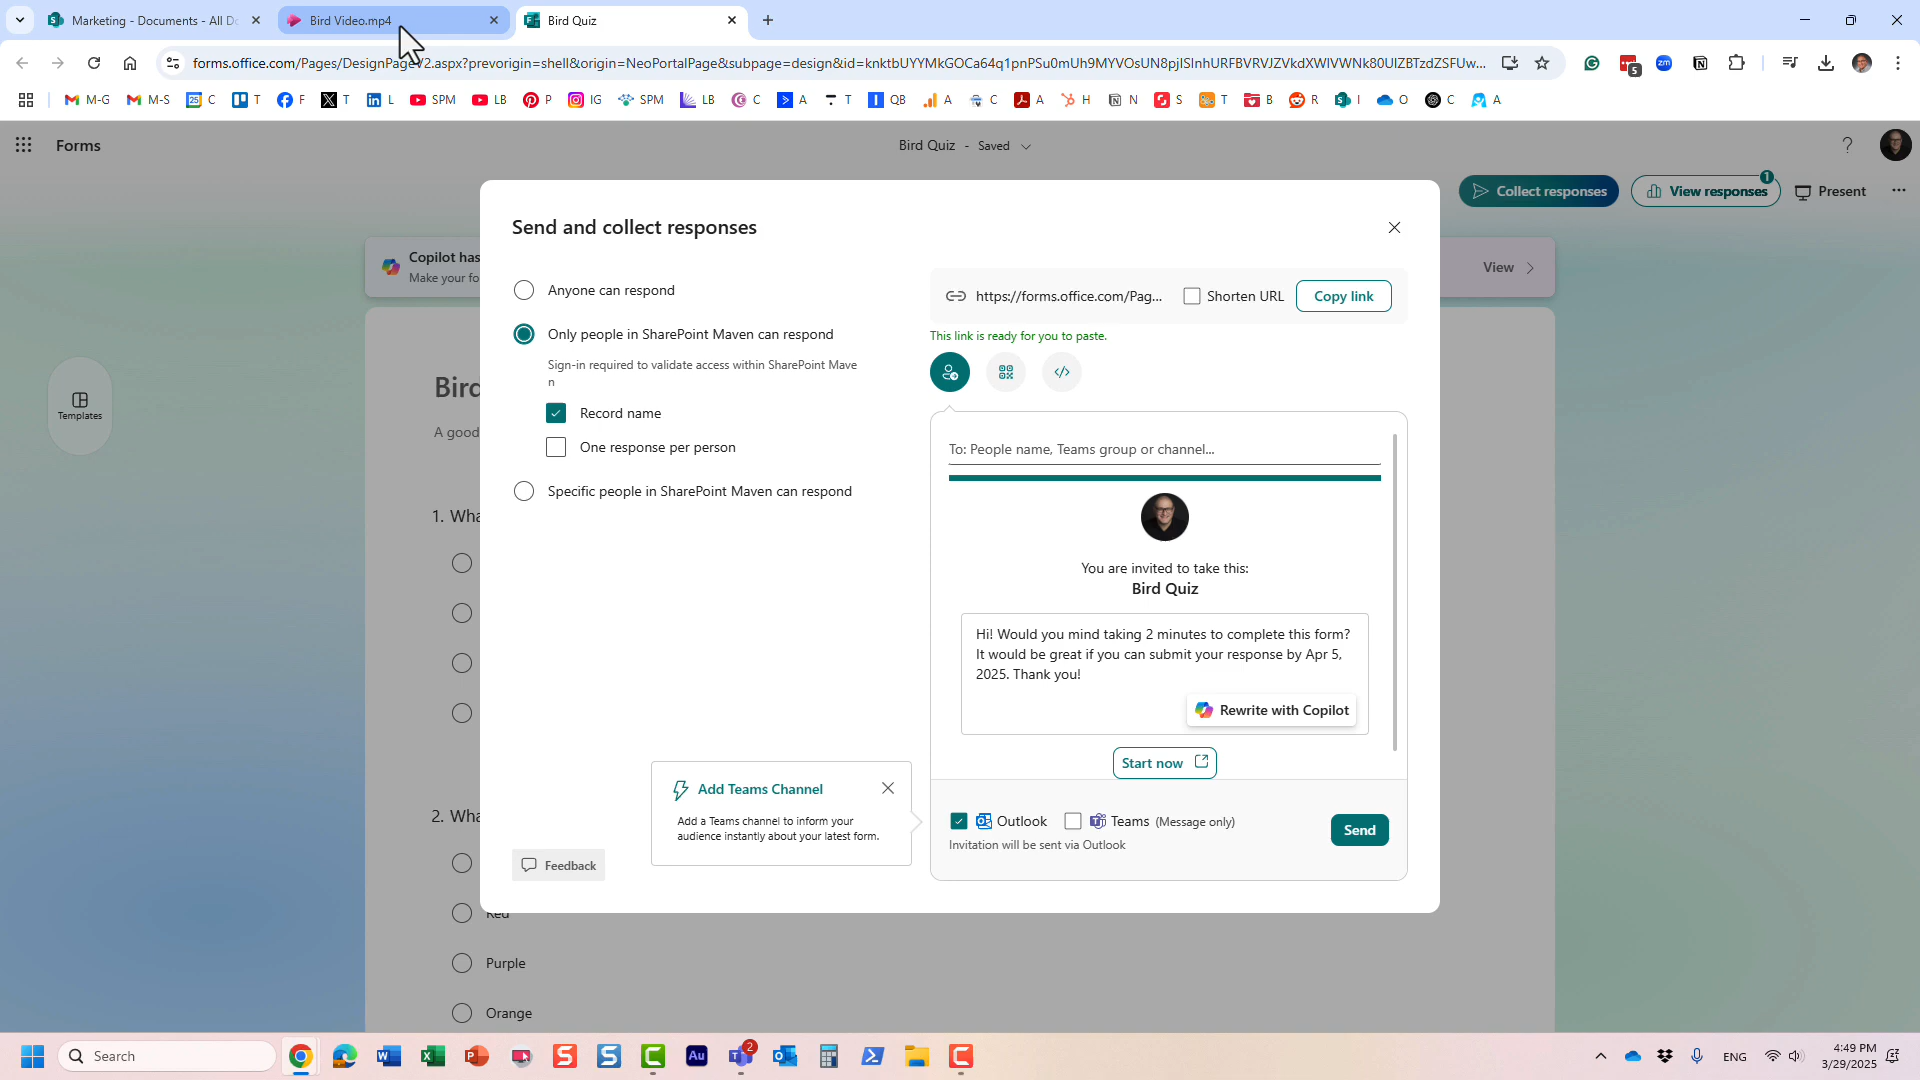 Marketing - Documents - All D
Bird Video.mp4
Bird Quiz
forms.office.com/Pages/DesignPageV2.aspx?prevorigin=shell&origin=NeoPortalPage&subpage=design&id=knktbUYYMkGOCa64q1pnPSu0mUh9MYVOsUN8pjlSInhURFBVRVJZVkdXWlVWNk80UlZBTzdZSFUw...
5
M-G
M-S
C
T
F
T
L
SPM
LB
P
IG
SPM
LB
C
A
T
QB
A
C
A
H
N
S
T
B
R
I
O
C
A
Forms
Bird Quiz - Saved
?
Collect responses
View responses
1
Present
Copilot has
Make your fo
View
Templates
Bird
A good
1. Wha
2. Wha
Red
Purple
Orange
Send and collect responses
Anyone can respond
Only people in SharePoint Maven can respond
Sign-in required to validate access within SharePoint Mave
n
Record name
One response per person
Specific people in SharePoint Maven can respond
https://forms.office.com/Pag...
Shorten URL
Copy link
This link is ready for you to paste.
To: People name, Teams group or channel...
You are invited to take this:
Bird Quiz
Hi! Would you mind taking 2 minutes to complete this form?
It would be great if you can submit your response by Apr 5,
2025. Thank you!
Rewrite with Copilot
Start now
Add Teams Channel
Add a Teams channel to inform your
audience instantly about your latest form.
Outlook
Teams (Message only)
Invitation will be sent via Outlook
Send
Feedback
Search
2
ENG
4:49 PM
3/29/2025